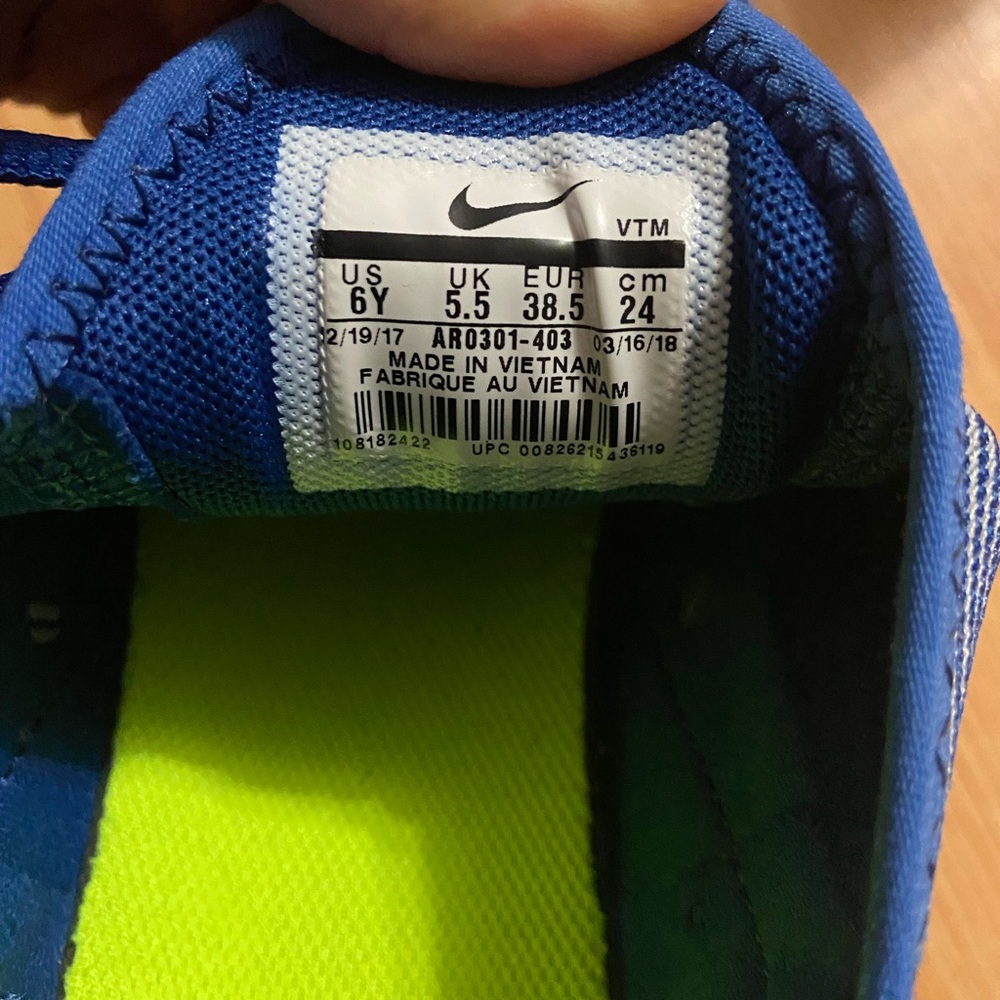 VTM
US UK EUR cm
6Y 5.5 38.5 24
2/19/17 AR0301-403 03/16/18
MADE IN VIETNAM
FABRIQUE AU VIETNAM
108182422 UPC 00826215436119